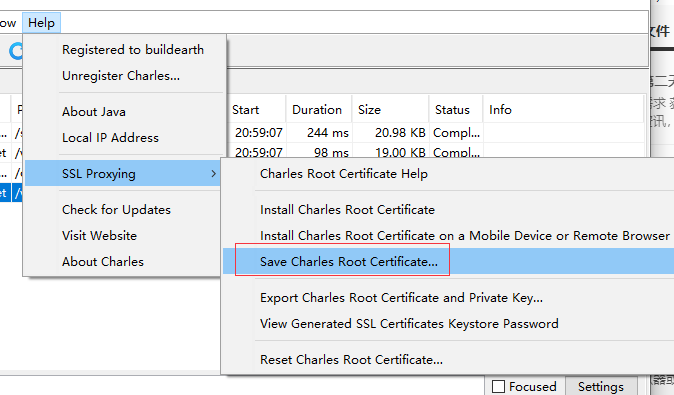 ow Help
Registered to buildearth
Unregister Charles...
About Java
Local IP Address
SSL Proxying
Check for Updates
Visit Website
About Charles
Start Duration Size Status Info
20:59:07 244 ms 20.98 KB Compl...
20:59:07 98 ms 19.00 KB Compl...
Charles Root Certificate Help
Install Charles Root Certificate
Install Charles Root Certificate on a Mobile Device or Remote Browser
Save Charles Root Certificate...
Export Charles Root Certificate and Private Key...
View Generated SSL Certificates Keystore Password
Reset Charles Root Certificate...
Focused Settings
文件
第二天